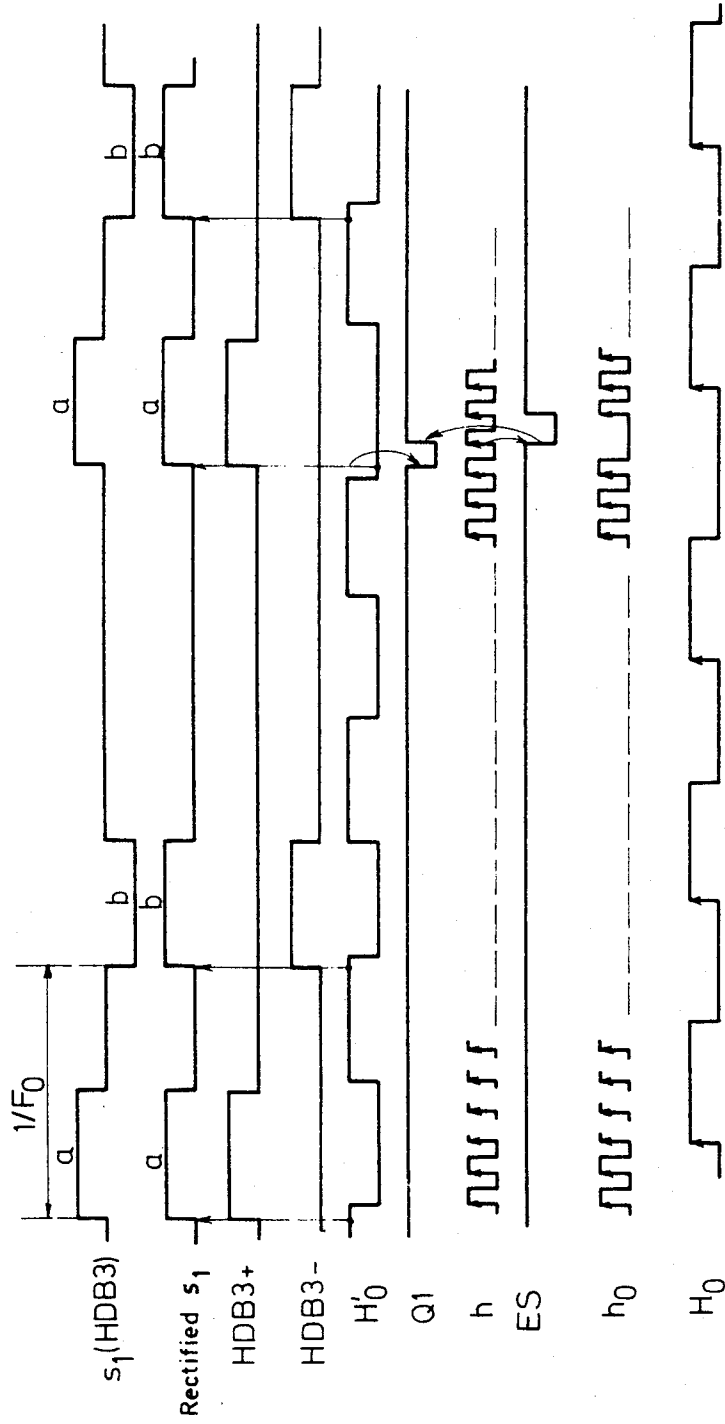 1/F0
s1(HDB3)
a
b
a
b
Rectified s1
a
b
a
b
HDB3+
HDB3-
H'0
Q1
h
ES
h0
H0